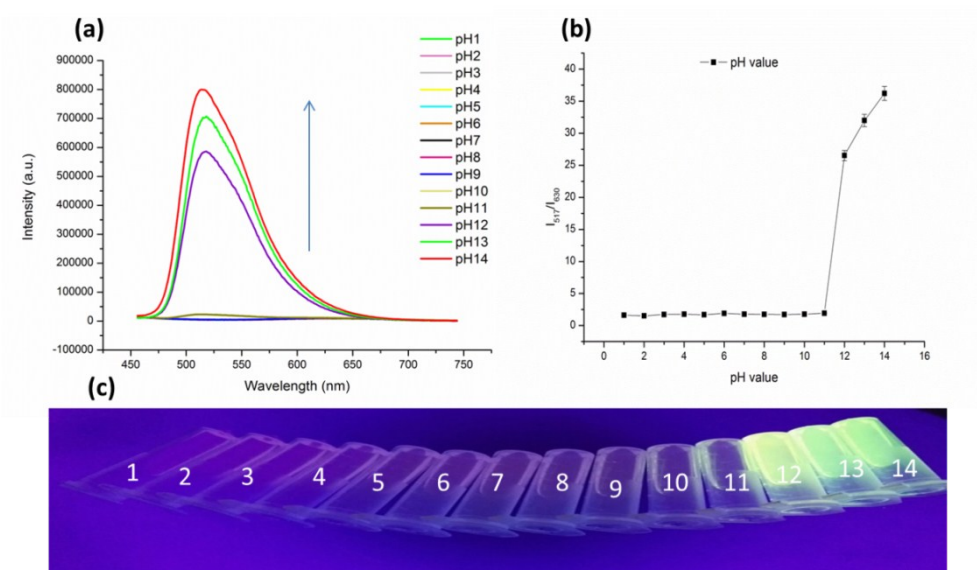 (a)
900000
800000
700000
600000
500000
400000
300000
200000
100000
0
-100000
Intensity (a.u.)
450 500 550 600 650 700 750
Wavelength (nm)
pH1
pH2
pH3
pH4
pH5
pH6
pH7
pH8
pH9
pH10
pH11
pH12
pH13
pH14
(b)
pH value
40
35
30
25
20
15
10
5
0
I517/I630
0 2 4 6 8 10 12 14 16
pH value
(c)
1 2 3 4 5 6 7 8 9 10 11 12 13 14